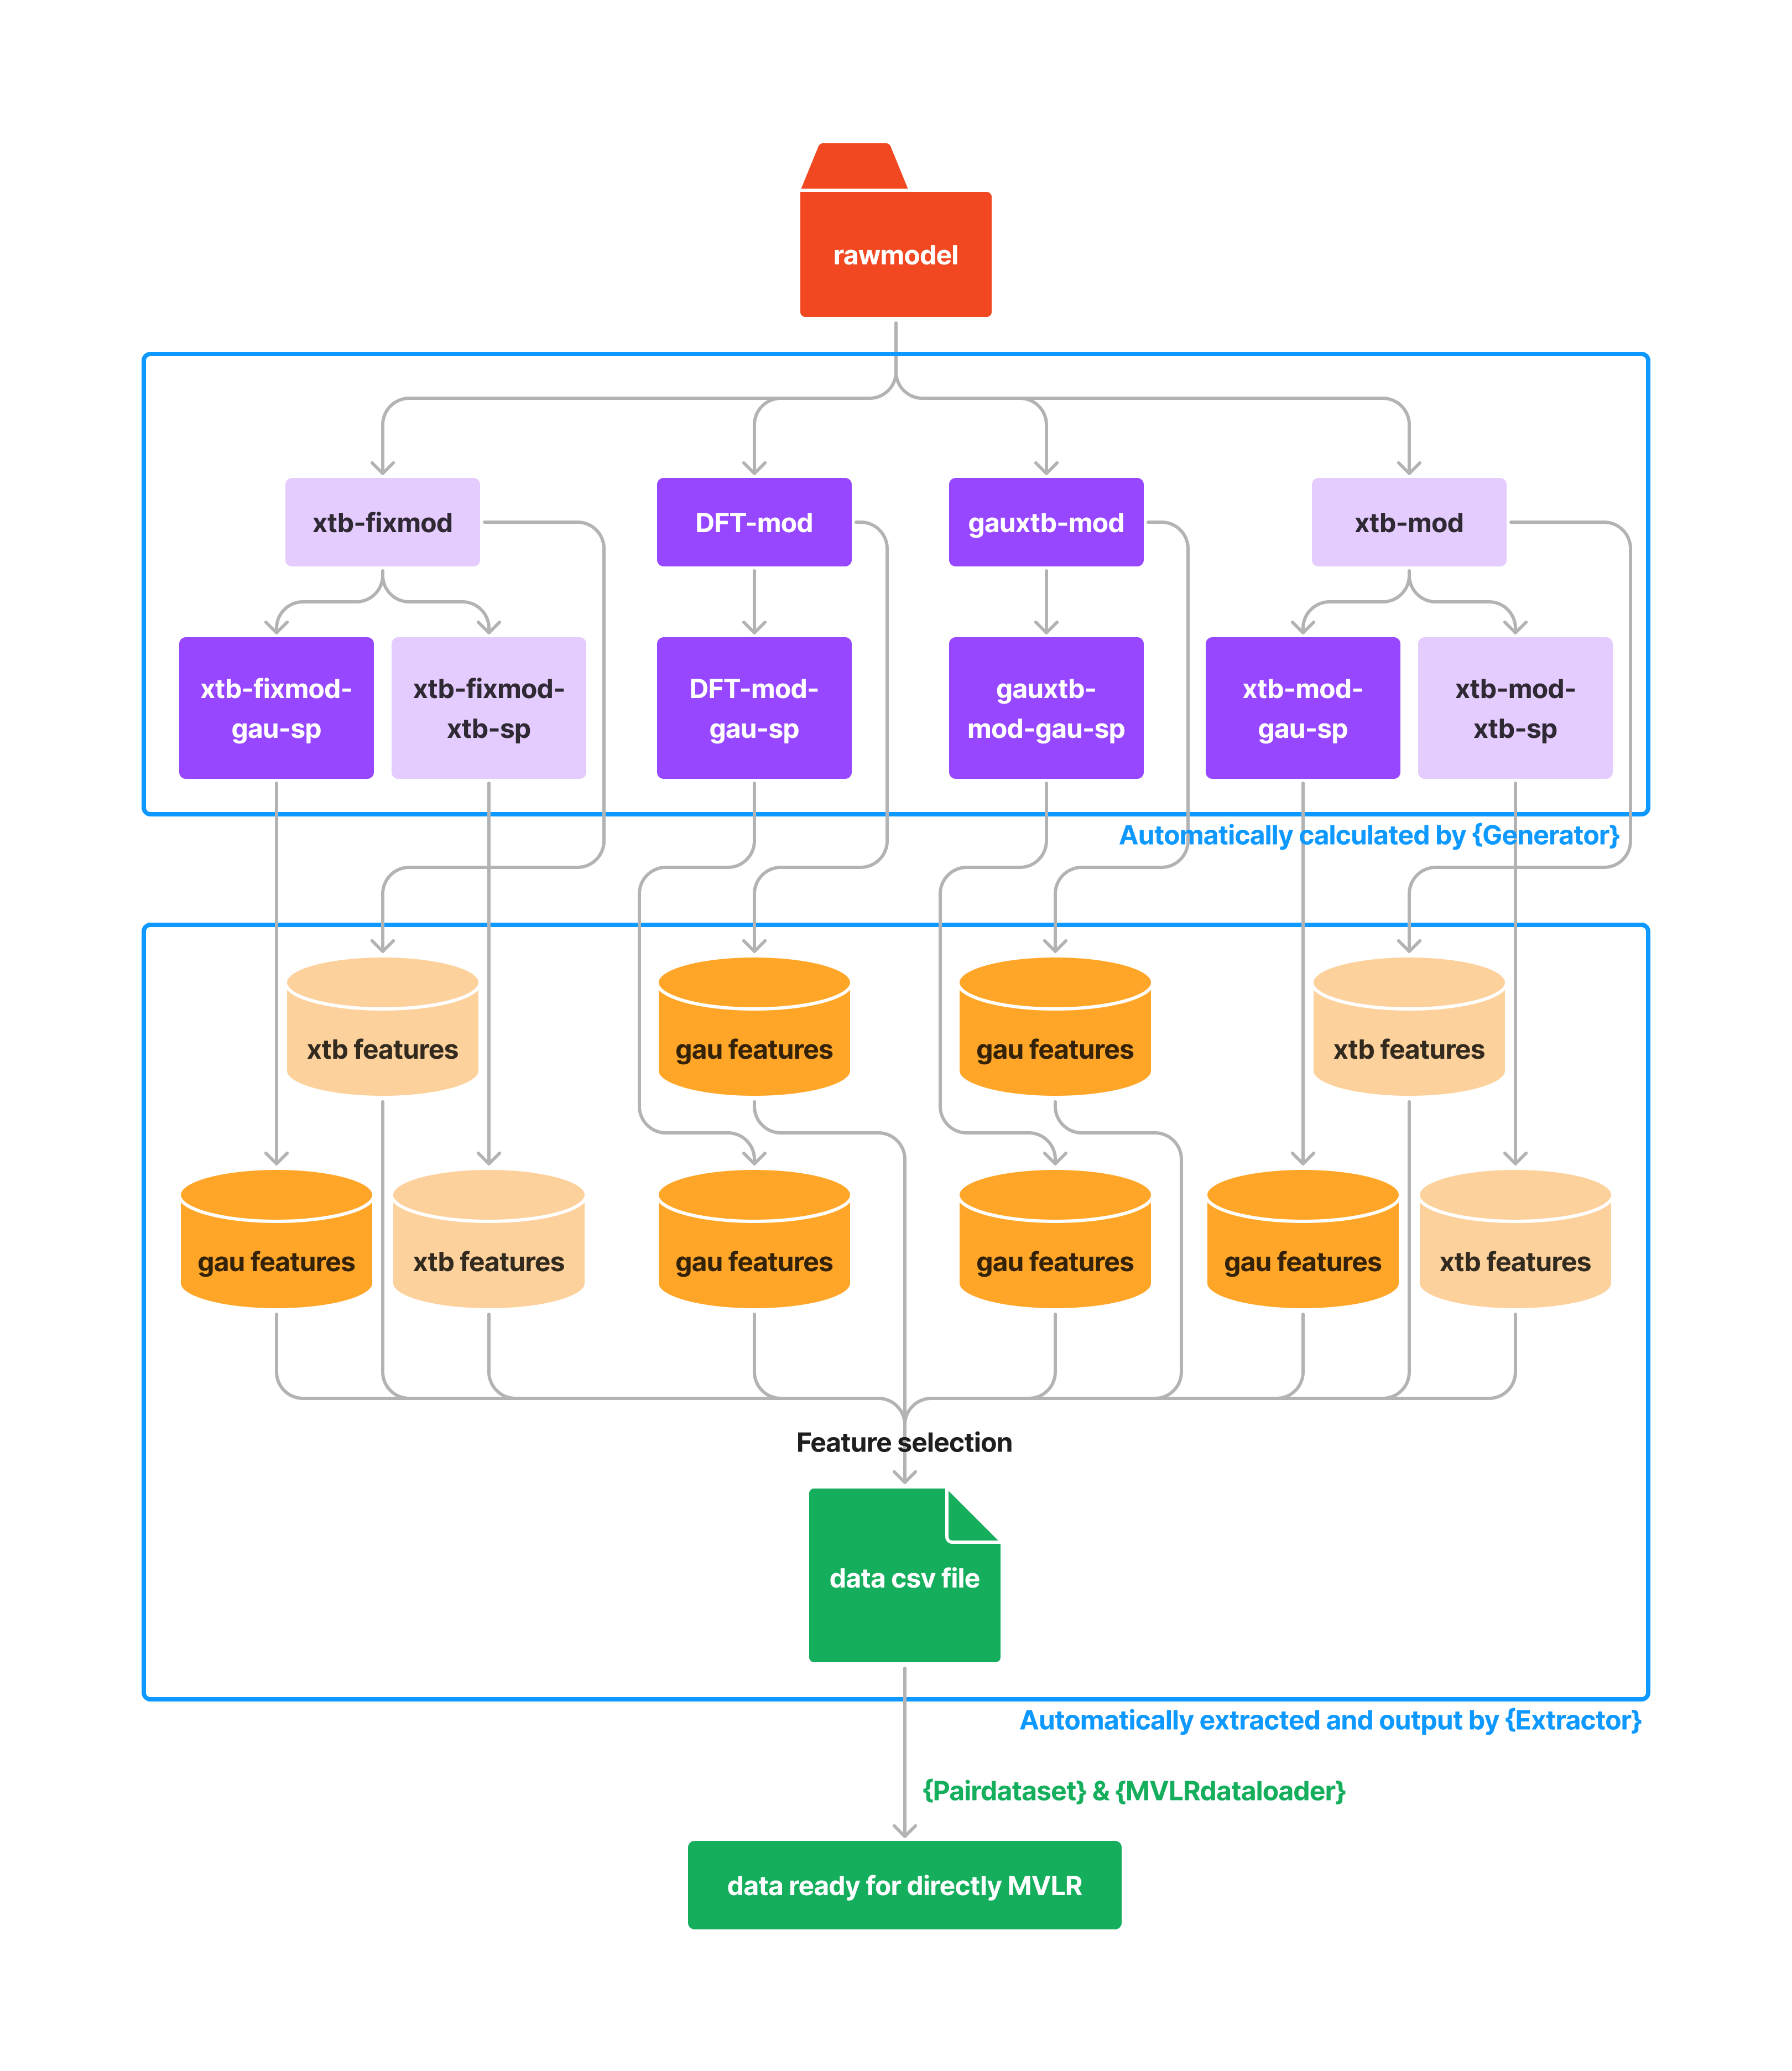 rawmodel
xtb-fixmod
DFT-mod
gauxtb-mod
xtb-mod
xtb-fixmod-
gau-sp
xtb-fixmod-
xtb-sp
DFT-mod-
gau-sp
gauxtb-
mod-gau-sp
xtb-mod-
gau-sp
xtb-mod-
xtb-sp
Automatically calculated by {Generator}
xtb features
gau features
gau features
xtb features
gau features
xtb features
gau features
gau features
gau features
xtb features
Feature selection
data csv file
Automatically extracted and output by {Extractor}
{Pairdataset} & {MVLRdataloader}
data ready for directly MVLR